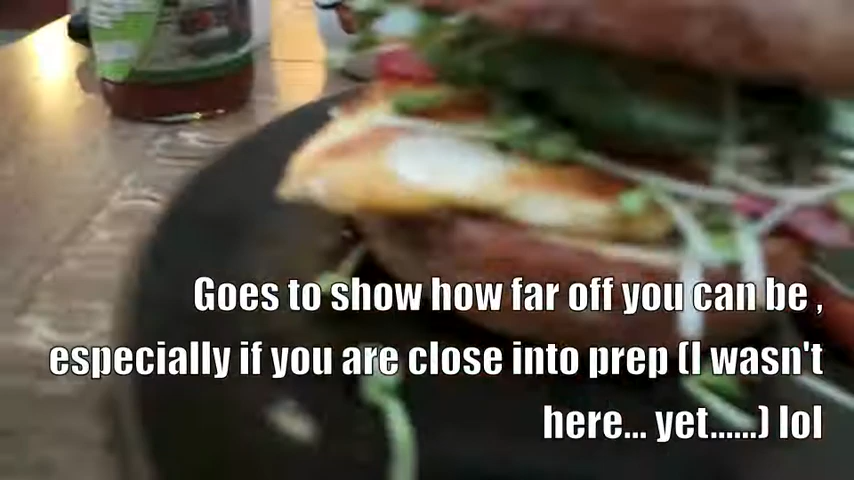 Goes to show how far off you can be ,
especially if you are close into prep (I wasn't
here... yet......) lol